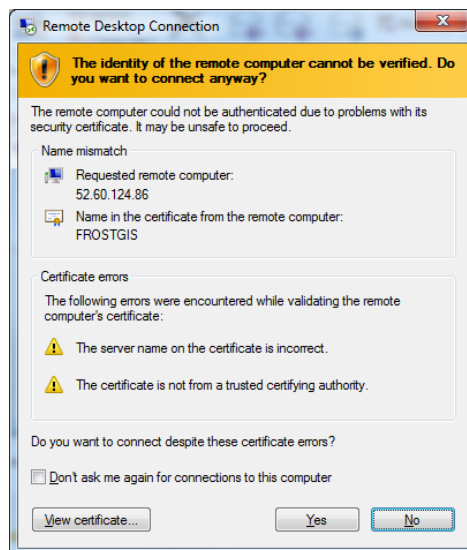 Remote Desktop Connection
The identity of the remote computer cannot be verified. Do
you want to connect anyway?
The remote computer could not be authenticated due to problems with its
security certificate. It may be unsafe to proceed.
Name mismatch
Requested remote computer:
52.60.124.86
Name in the certificate from the remote computer:
FROSTGIS
Certificate errors
The following errors were encountered while validating the remote
computer's certificate:
The server name on the certificate is incorrect.
The certificate is not from a trusted certifying authority.
Do you want to connect despite these certificate errors?
Don't ask me again for connections to this computer
View certificate... Yes No